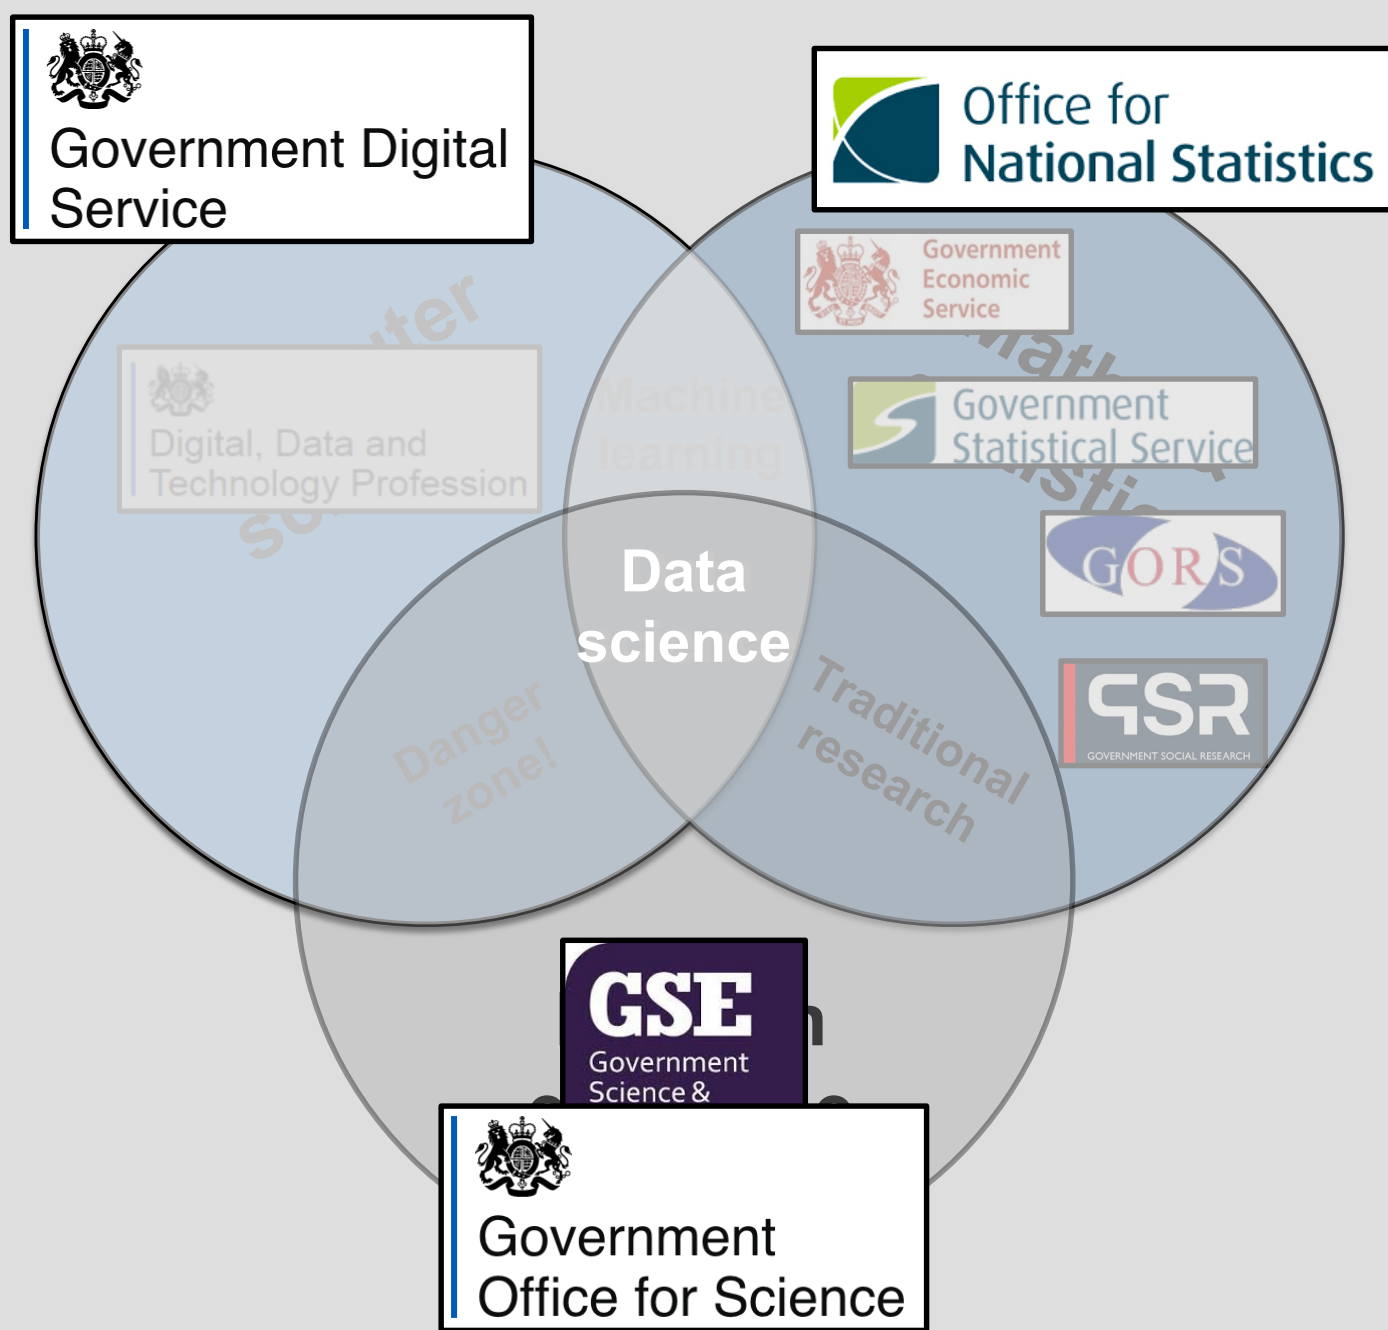 Government Digital
Service
Office for
National Statistics
Government
Economic
Service
Digital, Data and
Technology Profession
Machine
learning
Government
Statistical Service
GORS
Data
science
GSR
GOVERNMENT SOCIAL RESEARCH
Danger
zone!
Traditional
research
GSE
Government
Science &
Government
Office for Science